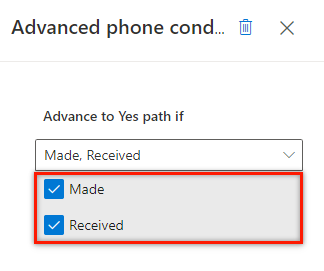 Advanced phone cond...
Advance to Yes path if
Made, Received
Made
Received